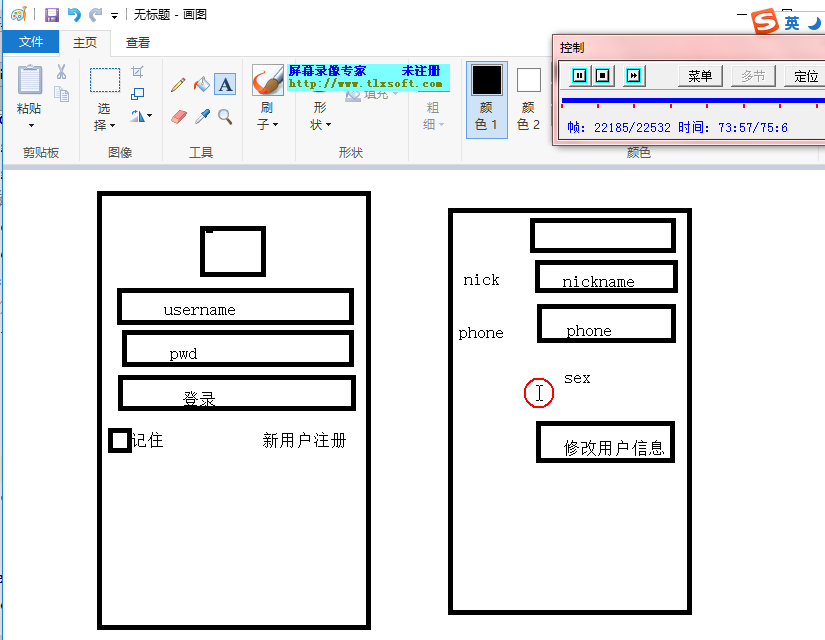 无标题 - 画图
英
文件
主页
查看
控制
屏幕录像专家 未注册
http://www.tlxsoft.com
菜单
多节
定位
粘贴
选择
刷子
形状
填充
粗细
颜色 1
颜色 2
帧: 22185/22532 时间: 73:57/75:6
剪贴板
图像
工具
形状
颜色
username
pwd
登录
记住
新用户注册
nick
nickname
phone
phone
sex
修改用户信息